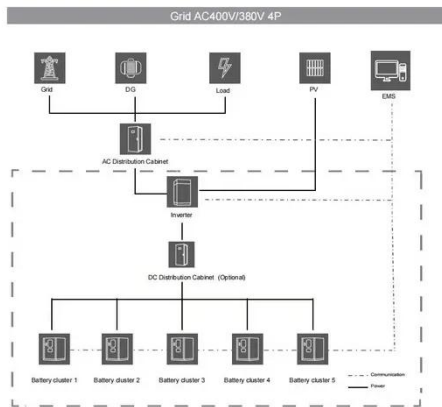 Grid AC400V/380V 4P
Grid
DG
Load
PV
EMS
AC Distribution Cabinet
Inverter
DC Distribution Cabinet (Optional)
Battery cluster 1
Battery cluster 2
Battery cluster 3
Battery cluster 4
Battery cluster 5
Communication
Power